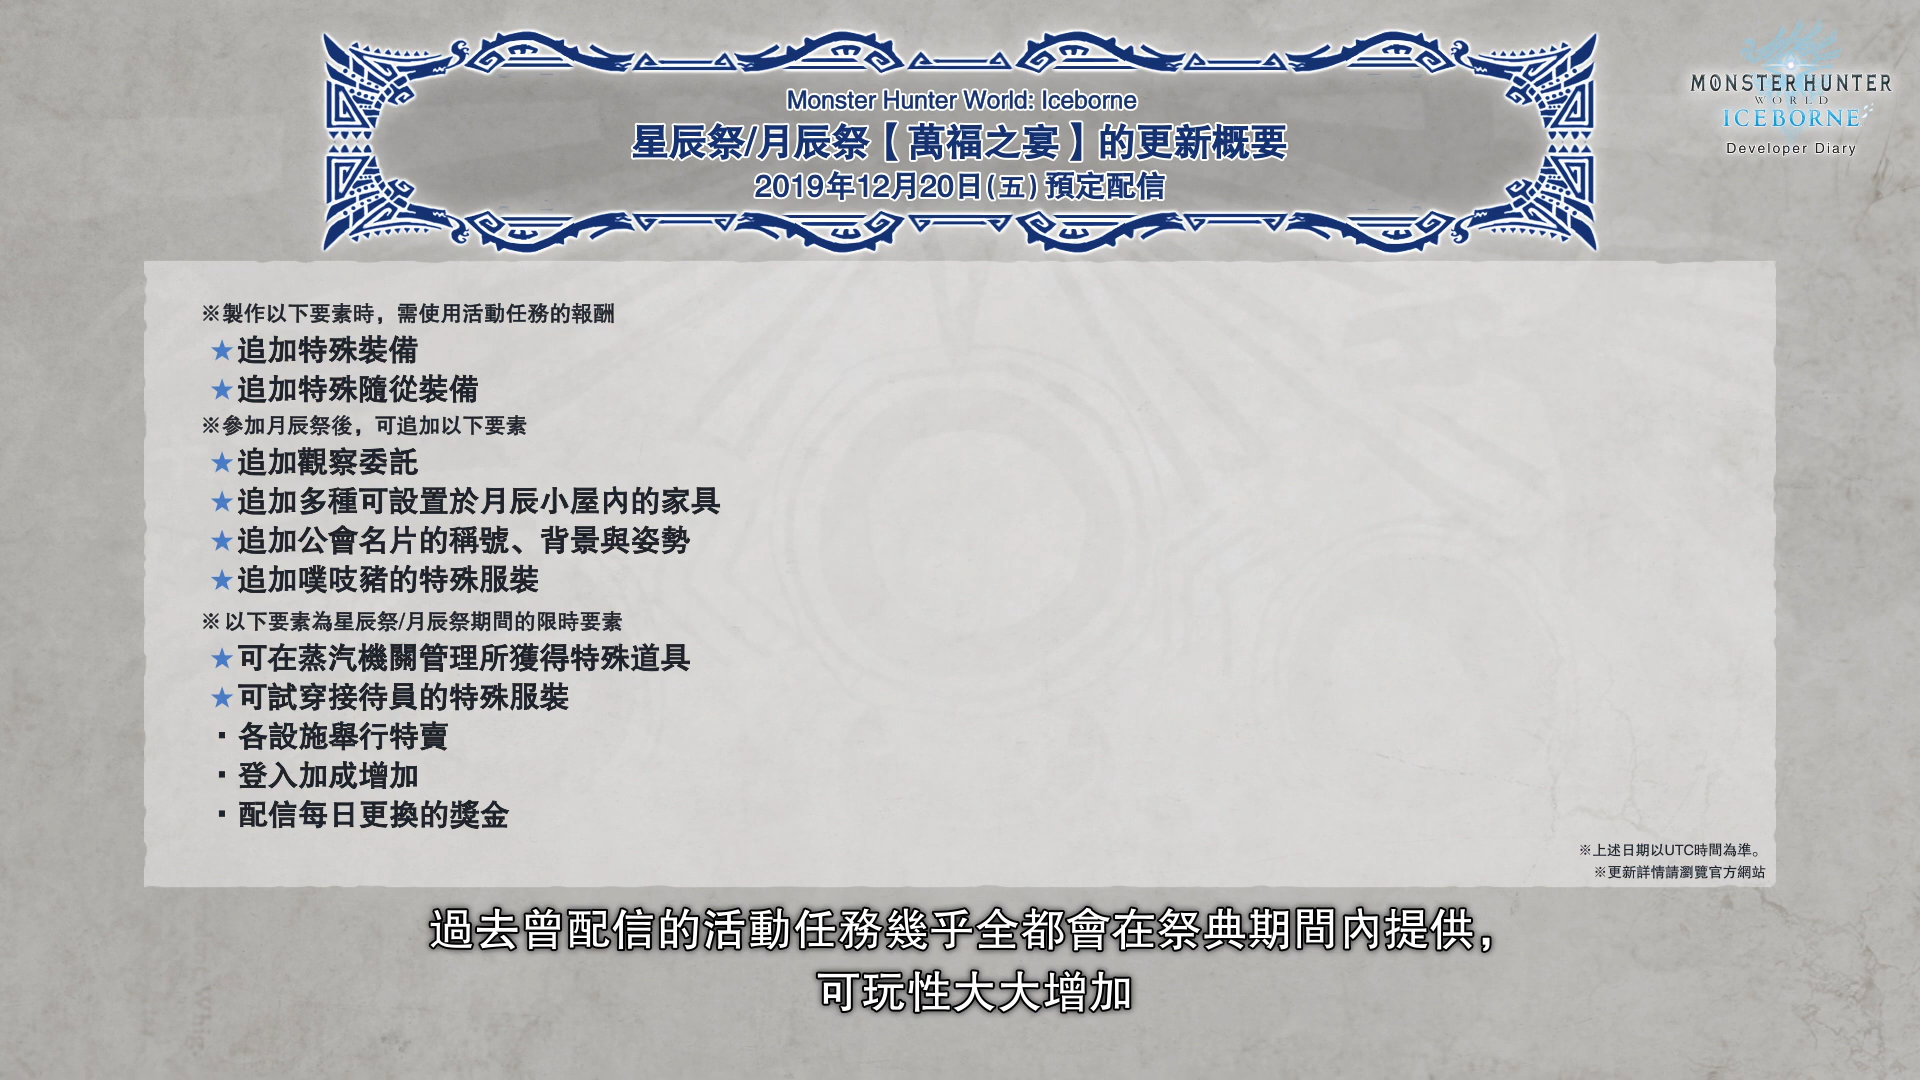 Monster Hunter World: Iceborne
星辰祭/月辰祭【萬福之宴】的更新概要
2019年12月20日(五)預定配信
MONSTER HUNTER
WORLD
ICEBORNE
Developer Diary
※製作以下要素時，需使用活動任務的報酬
★追加特殊裝備
★追加特殊隨從裝備
※參加月辰祭後，可追加以下要素
★追加觀察委託
★追加多種可設置於月辰小屋內的家具
★追加公會名片的稱號、背景與姿勢
★追加噗吱豬的特殊服裝
※以下要素為星辰祭/月辰祭期間的限時要素
★可在蒸汽機關管理所獲得特殊道具
★可試穿接待員的特殊服裝
・各設施舉行特賣
・登入加成增加
・配信每日更換的獎金
※上述日期以UTC時間為準。
※更新詳情請瀏覽官方網站
過去曾配信的活動任務幾乎全都會在祭典期間內提供，
可玩性大大增加